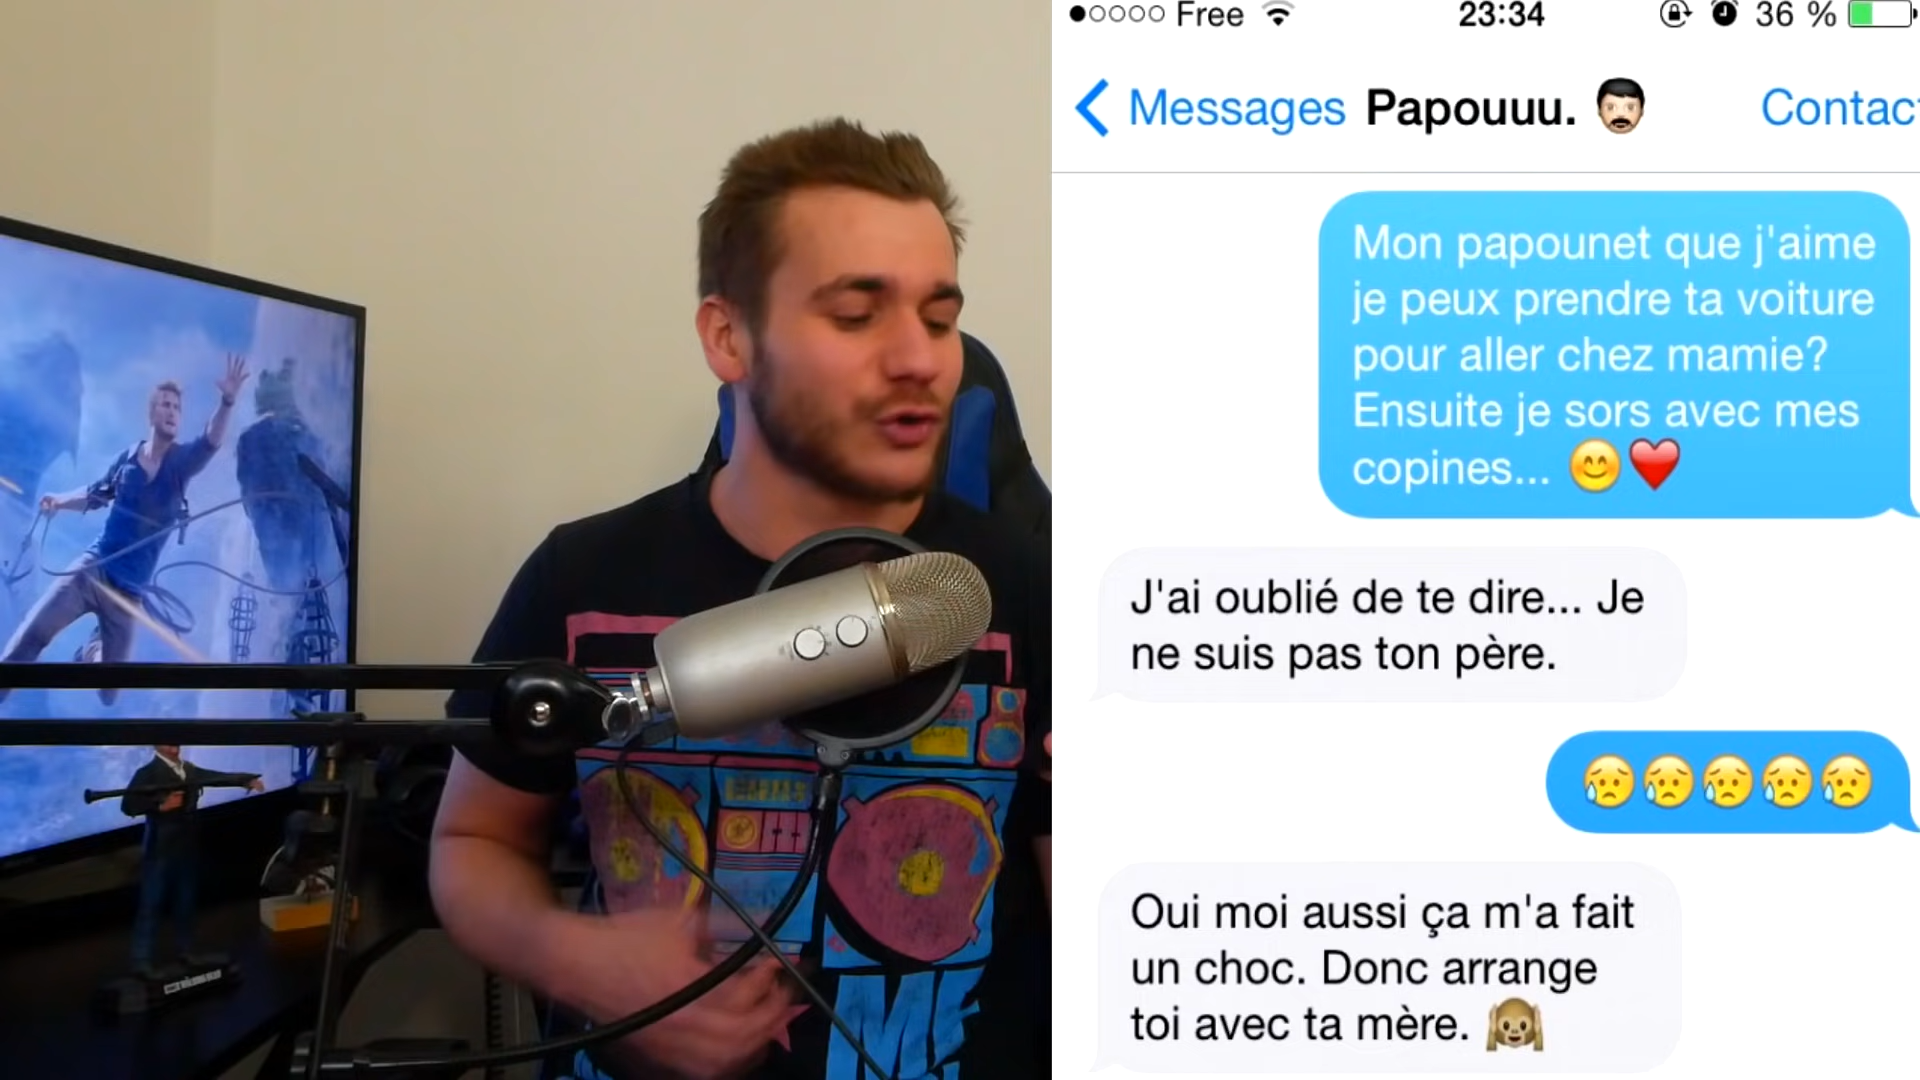 Free 23:34 36 %
Messages Papouuu. Contac
Mon papounet que j'aime
je peux prendre ta voiture
pour aller chez mamie?
Ensuite je sors avec mes
copines... 😊❤️
J'ai oublié de te dire... Je
ne suis pas ton père.
😥😥😥😥😥
Oui moi aussi ça m'a fait
un choc. Donc arrange
toi avec ta mère. 🙉